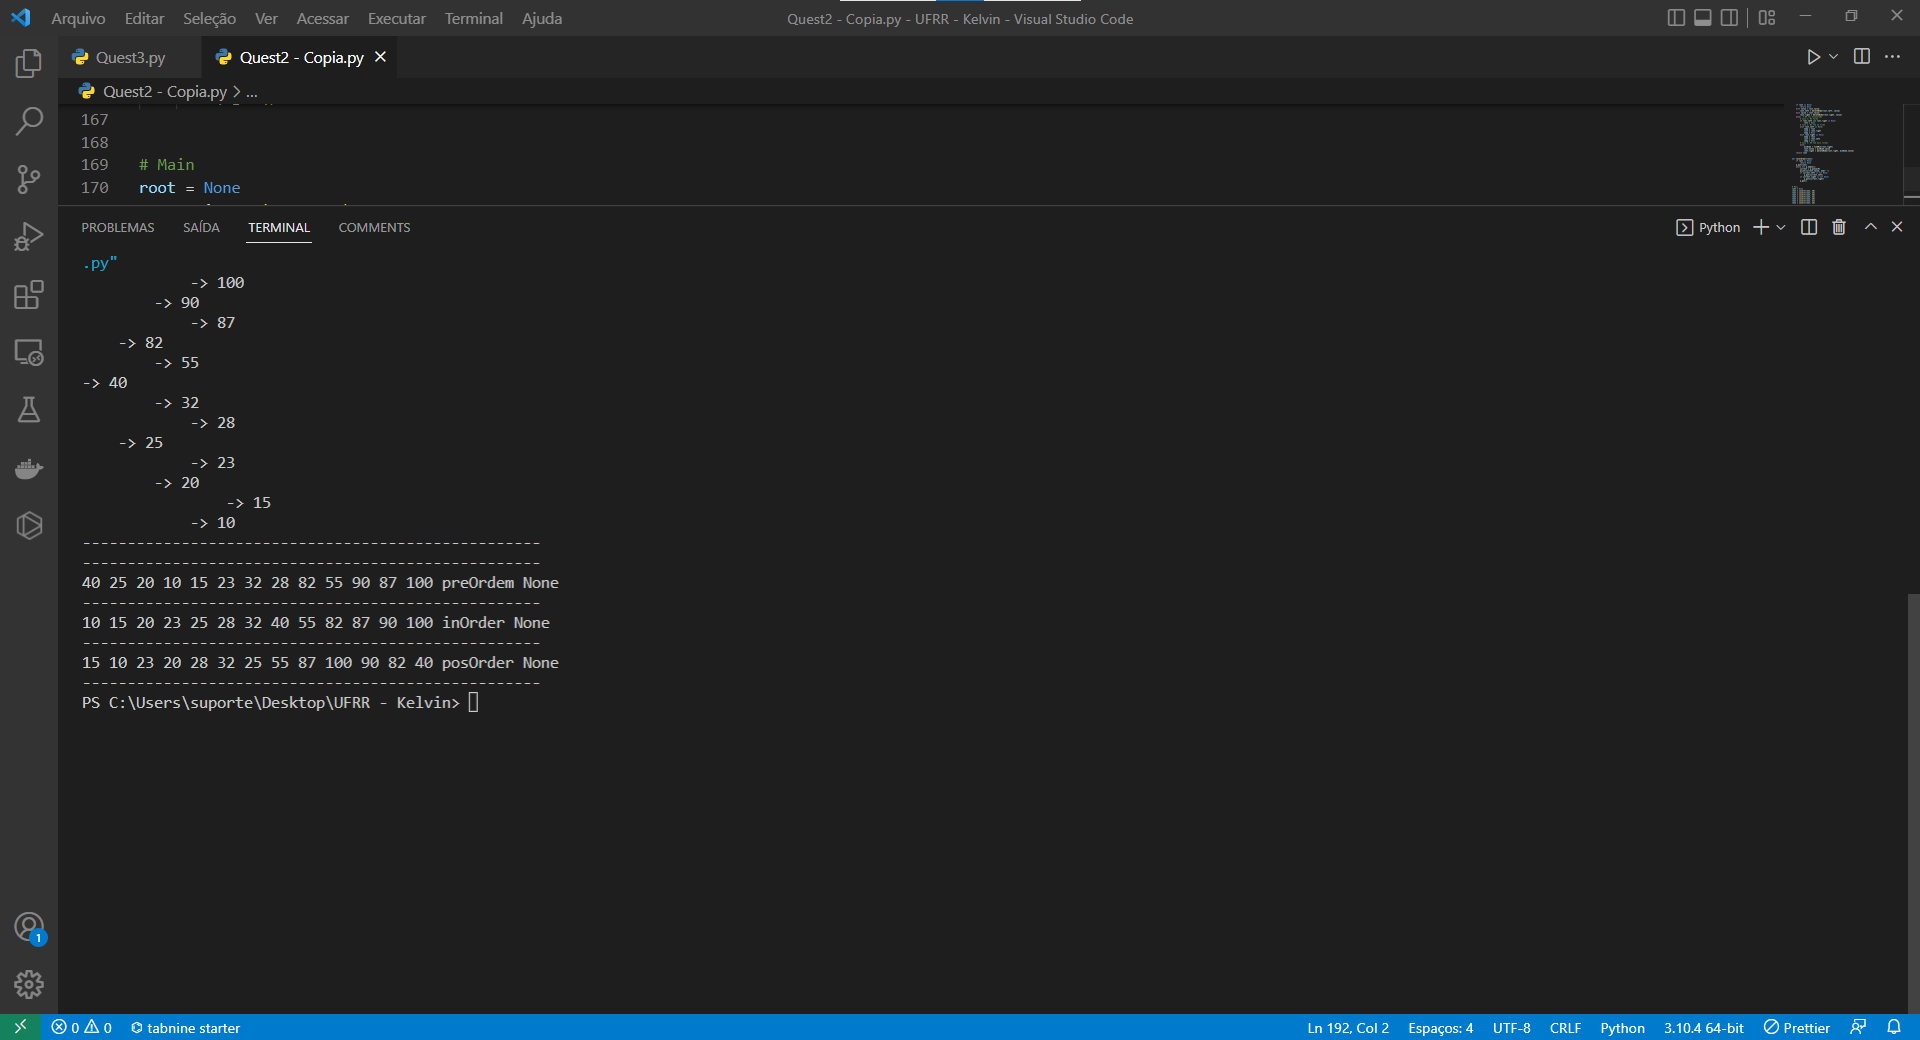 Arquivo Editar Seleção Ver Acessar Executar Terminal Ajuda
Quest2 - Copia.py - UFRR - Kelvin - Visual Studio Code
Quest3.py Quest2 - Copia.py
Quest2 - Copia.py > ...
167
168
169 # Main
170 root = None
PROBLEMAS SAÍDA TERMINAL COMMENTS
Python
.py"
-> 100
-> 90
-> 87
-> 82
-> 55
-> 40
-> 32
-> 28
-> 25
-> 23
-> 20
-> 15
-> 10
---------------------------------------------------
---------------------------------------------------
40 25 20 10 15 23 32 28 82 55 90 87 100 preOrdem None
---------------------------------------------------
10 15 20 23 25 28 32 40 55 82 87 90 100 inOrder None
---------------------------------------------------
15 10 23 20 28 32 25 55 87 100 90 82 40 posOrder None
---------------------------------------------------
PS C:\Users\suporte\Desktop\UFRR - Kelvin>
1
0 0 tabnine starter
Ln 192, Col 2 Espaços: 4 UTF-8 CRLF Python 3.10.4 64-bit Prettier